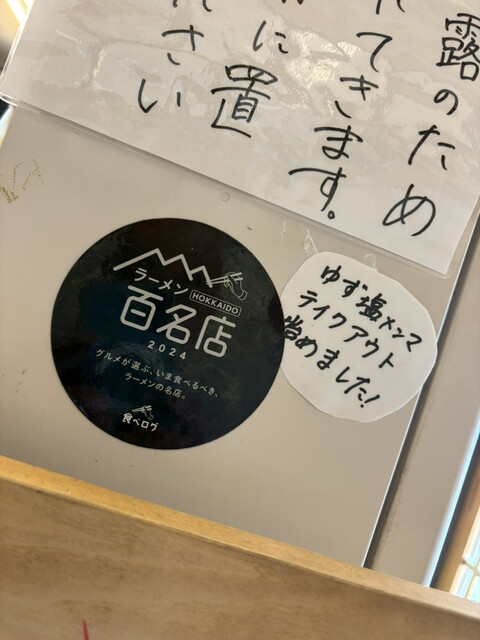 露のため
てきます。
に置
さい
ラーメン
HOKKAIDO
百名店
2024
グルメが選ぶ、いま食べるべき、
ラーメンの名店。
食べログ
ゆず塩メンマ
テイクアウト
始めました!